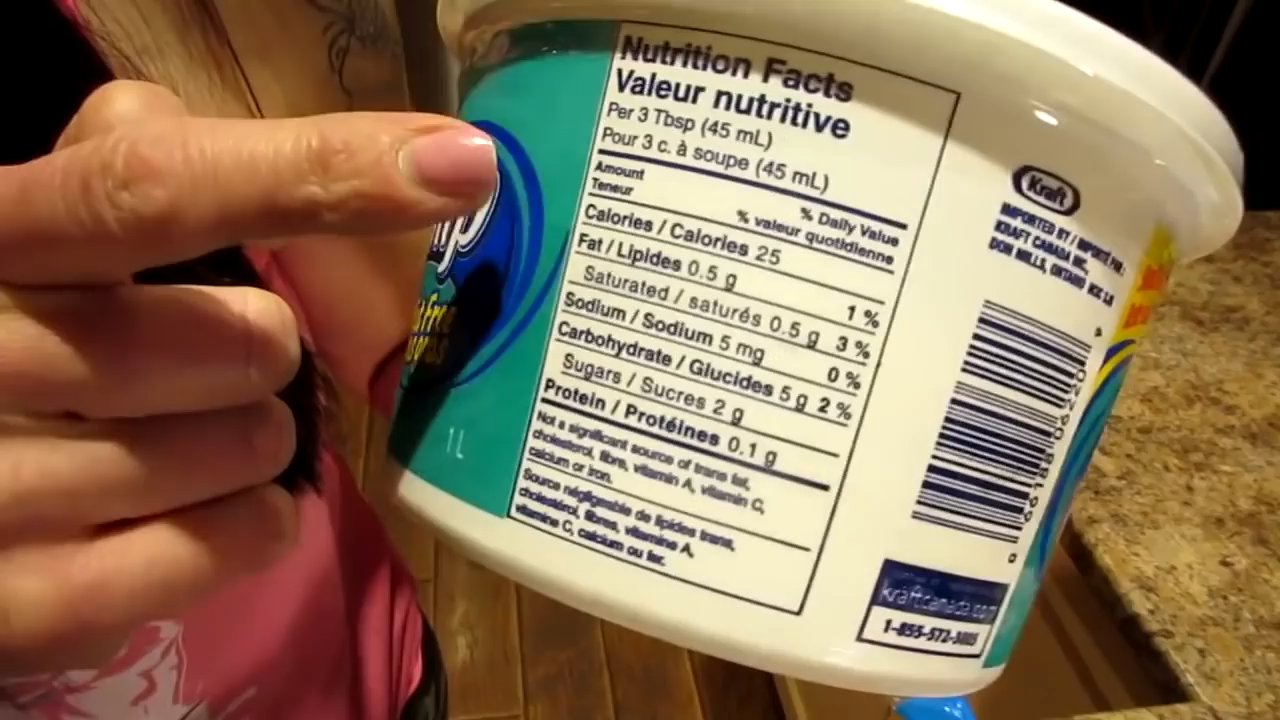 Nutrition Facts
Valeur nutritive
Per 3 Tbsp (45 mL)
Pour 3 c. à soupe (45 mL)
Amount
Teneur
% Daily Value
% valeur quotidienne
Calories / Calories 25
Fat / Lipides 0.5 g 1 %
Saturated / saturés 0.5 g 3 %
Sodium / Sodium 5 mg 0 %
Carbohydrate / Glucides 5 g 2 %
Sugars / Sucres 2 g
Protein / Protéines 0.1 g
Not a significant source of trans fat,
cholesterol, fibre, vitamin A, vitamin C,
calcium or iron.
Source négligeable de lipides trans,
cholestérol, fibres, vitamine A,
vitamine C, calcium ou fer.
1 L
Kraft
IMPORTED BY / IMPORTÉ PAR:
KRAFT CANADA INC.
DON MILLS, ONTARIO
kraftcanada.com
1-855-572-